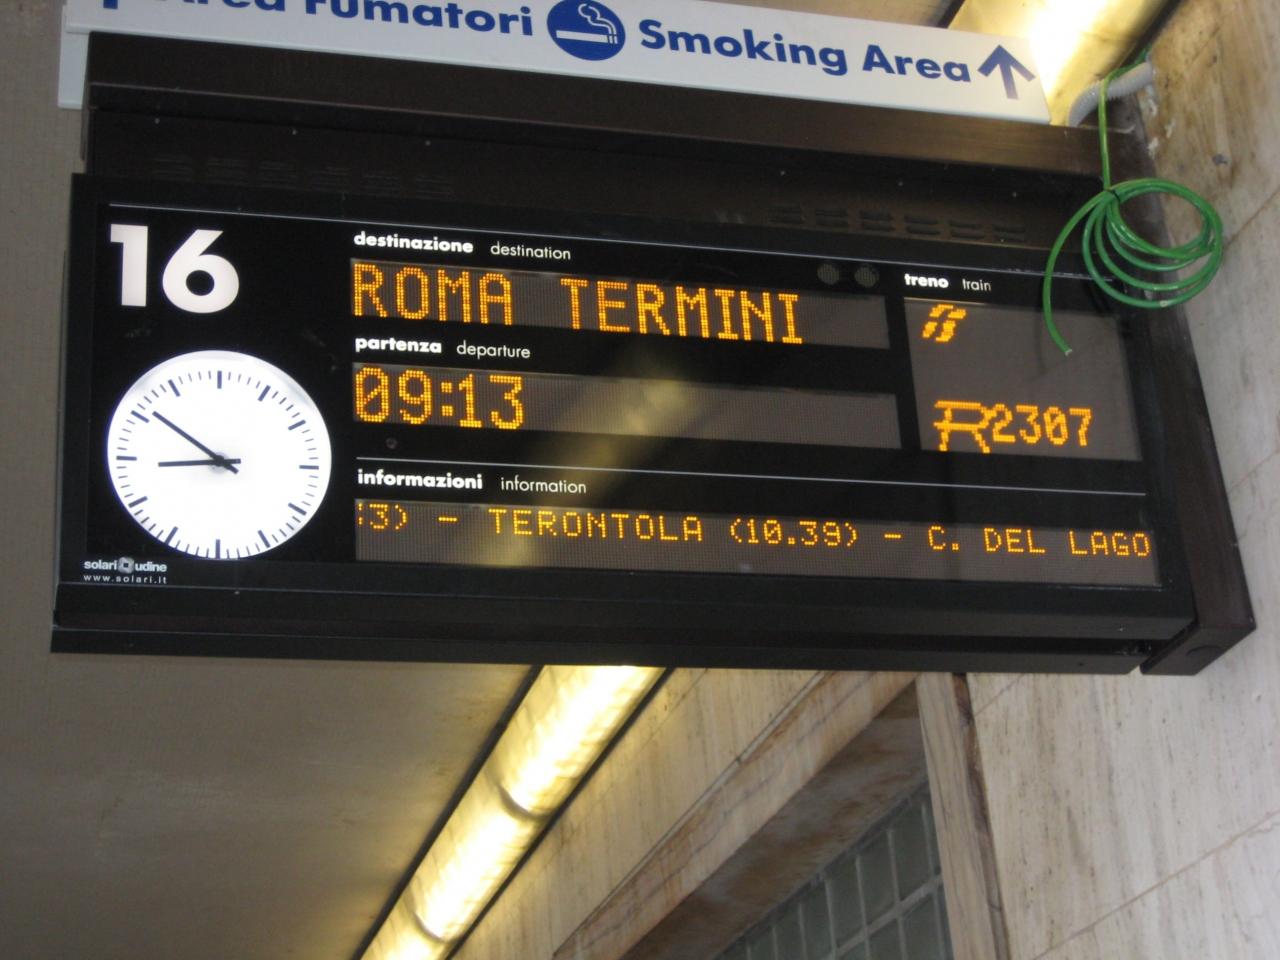 Area Fumatori Smoking Area
16
destinazione destination
ROMA TERMINI
treno train
partenza departure
09:13
R2307
informazioni information
:3) - TERONTOLA (10.39) - C. DEL LAGO
solari udine
www.solari.it